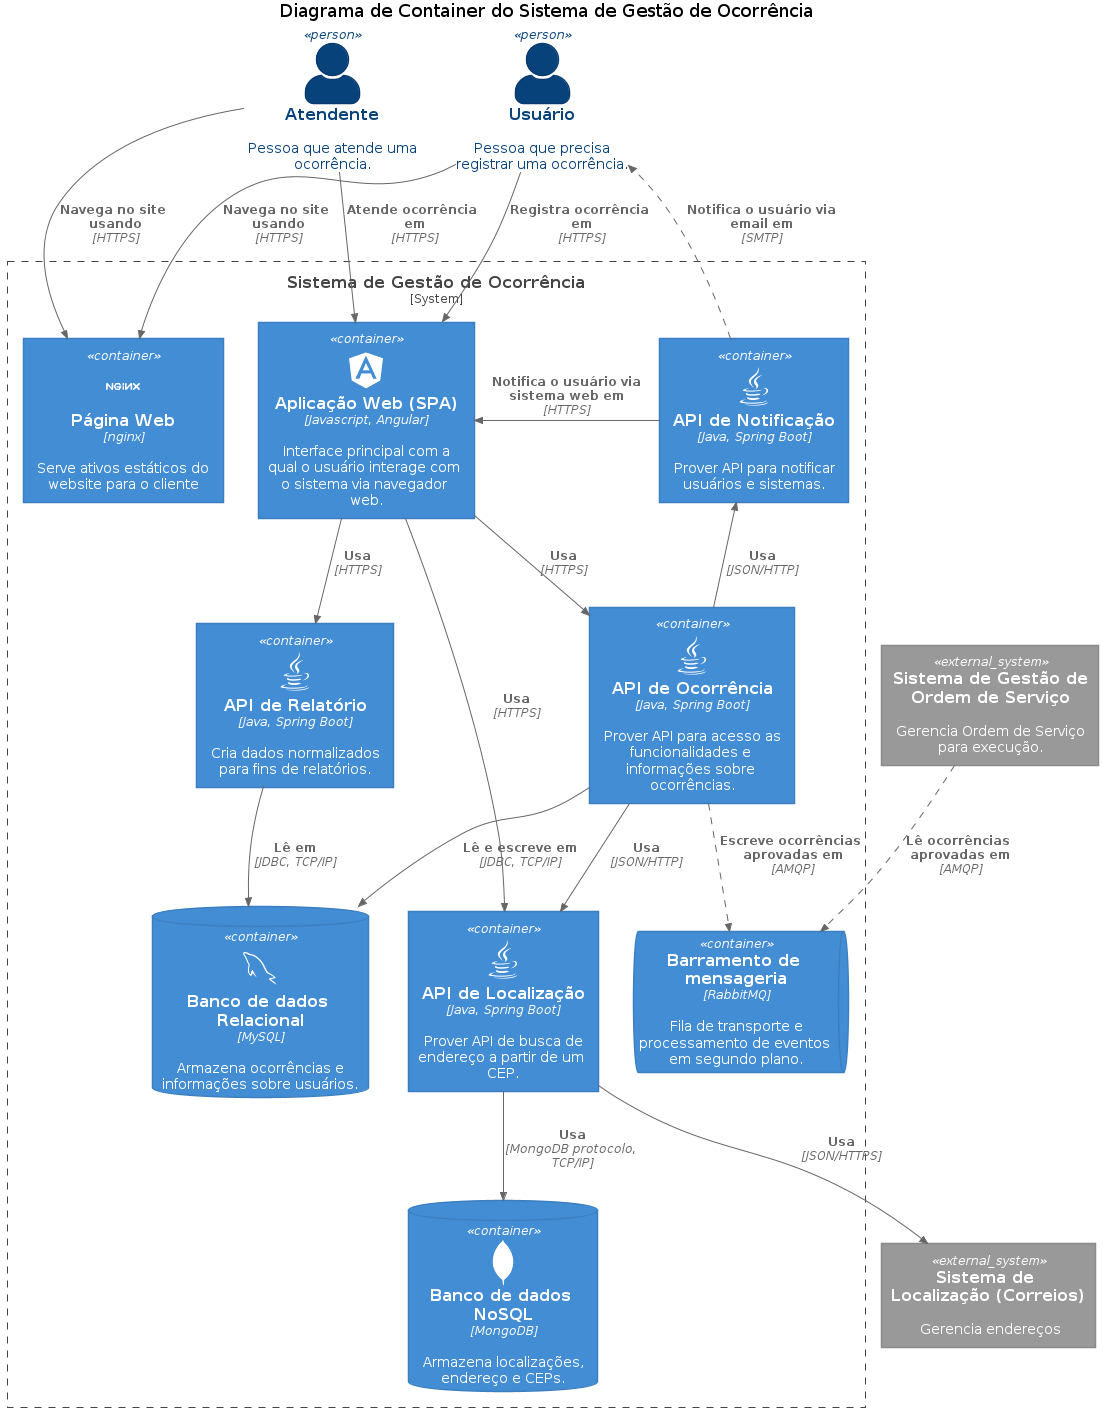 Diagrama de Container do Sistema de Gestão de Ocorrência
«person»
Atendente
Pessoa que atende uma
ocorrência.
«person»
Usuário
Pessoa que precisa
registrar uma ocorrência.
Navega no site
usando
[HTTPS]
Navega no site
usando
[HTTPS]
Atende ocorrência
em
[HTTPS]
Registra ocorrência
em
[HTTPS]
Notifica o usuário via
email em
[SMTP]
Sistema de Gestão de Ocorrência
[System]
«container»
NGINX
Página Web
[nginx]
Serve ativos estáticos do
website para o cliente
«container»
A
Aplicação Web (SPA)
[Javascript, Angular]
Interface principal com a
qual o usuário interage com
o sistema via navegador
web.
Notifica o usuário via
sistema web em
[HTTPS]
«container»
API de Notificação
[Java, Spring Boot]
Prover API para notificar
usuários e sistemas.
Usa
[HTTPS]
Usa
[HTTPS]
Usa
[JSON/HTTP]
«container»
API de Relatório
[Java, Spring Boot]
Cria dados normalizados
para fins de relatórios.
Usa
[HTTPS]
«container»
API de Ocorrência
[Java, Spring Boot]
Prover API para acesso as
funcionalidades e
informações sobre
ocorrências.
«external_system»
Sistema de Gestão de
Ordem de Serviço
Gerencia Ordem de Serviço
para execução.
Lê em
[JDBC, TCP/IP]
Lê e escreve em
[JDBC, TCP/IP]
Usa
[JSON/HTTP]
Escreve ocorrências
aprovadas em
[AMQP]
Lê ocorrências
aprovadas em
[AMQP]
«container»
Banco de dados
Relacional
[MySQL]
Armazena ocorrências e
informações sobre usuários.
«container»
API de Localização
[Java, Spring Boot]
Prover API de busca de
endereço a partir de um
CEP.
«container»
Barramento de
mensageria
[RabbitMQ]
Fila de transporte e
processamento de eventos
em segundo plano.
Usa
[MongoDB protocolo,
TCP/IP]
Usa
[JSON/HTTPS]
«container»
Banco de dados
NoSQL
[MongoDB]
Armazena localizações,
endereço e CEPs.
«external_system»
Sistema de
Localização (Correios)
Gerencia endereços